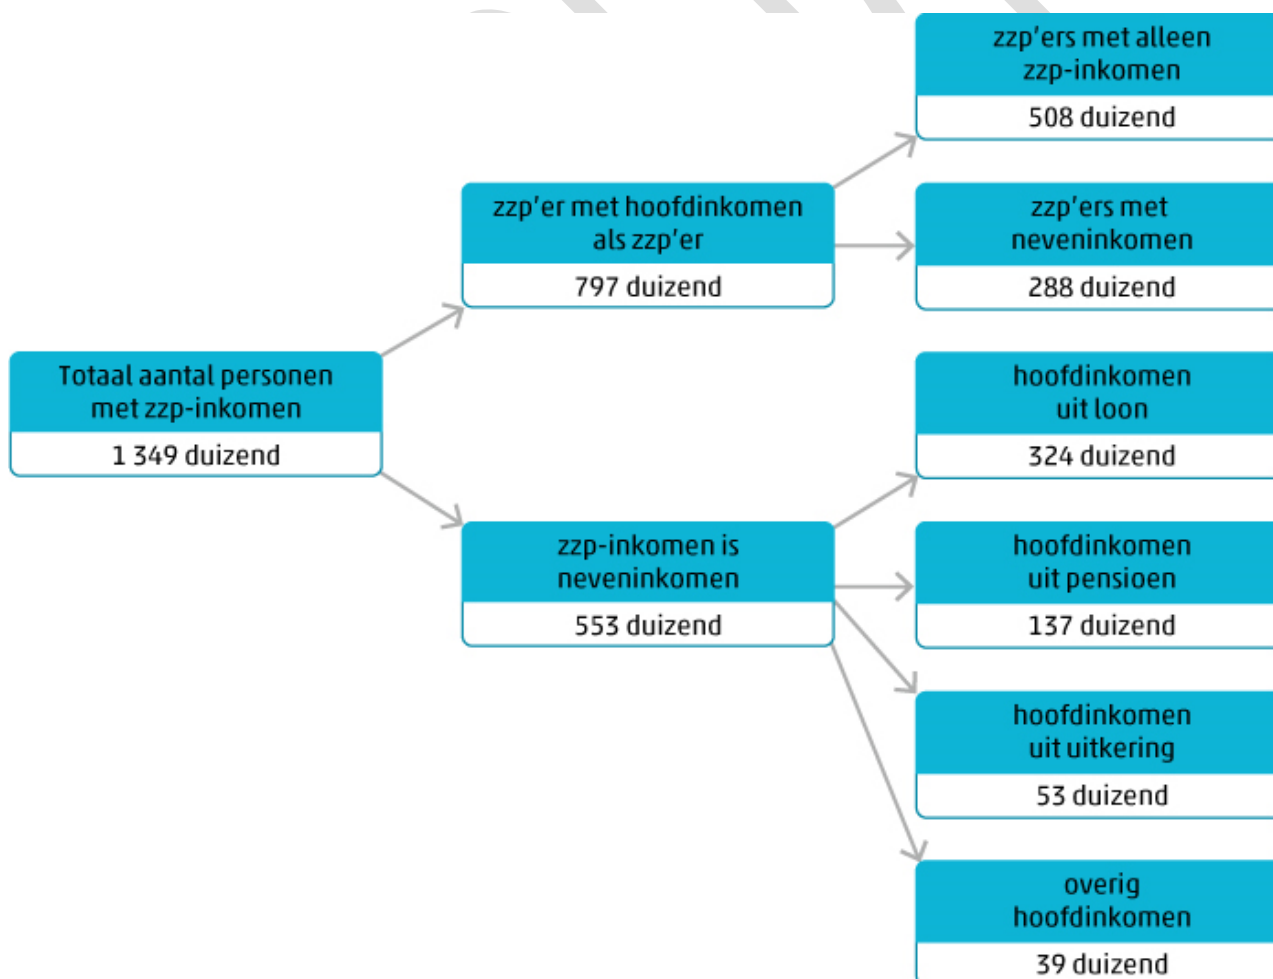 zzp'ers met alleen
zzp-inkomen
508 duizend
zzp'er met hoofdinkomen
als zzp'er
797 duizend
zzp'ers met
neveninkomen
288 duizend
Totaal aantal personen
met zzp-inkomen
1 349 duizend
hoofdinkomen
uit loon
324 duizend
zzp-inkomen is
neveninkomen
553 duizend
hoofdinkomen
uit pensioen
137 duizend
hoofdinkomen
uit uitkering
53 duizend
overig
hoofdinkomen
39 duizend